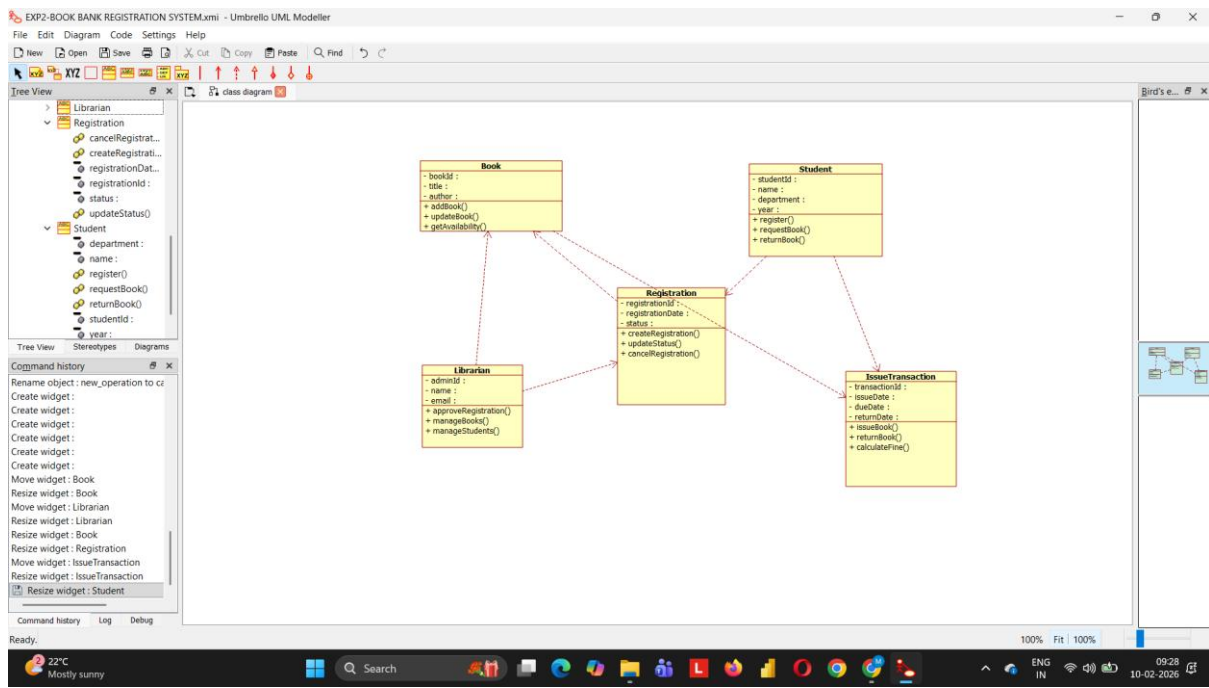 EXP2-BOOK BANK REGISTRATION SYSTEM.xmi - Umbrello UML Modeller
File Edit Diagram Code Settings Help
New Open Save Cut Copy Paste Find
XYZ
Tree View
Librarian
Registration
cancelRegistrat...
createRegistrati...
registrationDat...
registrationId :
status :
updateStatus()
Student
department :
name :
register()
requestBook()
returnBook()
studentId :
year :
Tree View Stereotypes Diagrams
Command history
Rename object : new_operation to ca
Create widget :
Create widget :
Create widget :
Create widget :
Create widget :
Create widget :
Move widget : Book
Resize widget : Book
Move widget : Librarian
Resize widget : Librarian
Resize widget : Book
Resize widget : Registration
Move widget : IssueTransaction
Resize widget : IssueTransaction
Resize widget : Student
Command history Log Debug
class diagram
Book
- bookId :
- title :
- author :
+ addBook()
+ updateBook()
+ getAvailability()
Student
- studentId :
- name :
- department :
- year :
+ register()
+ requestBook()
+ returnBook()
Registration
- registrationId :
- registrationDate :
- status :
+ createRegistration()
+ updateStatus()
+ cancelRegistration()
Librarian
- adminId :
- name :
- email :
+ approveRegistration()
+ manageBooks()
+ manageStudents()
IssueTransaction
- transactionId :
- issueDate :
- dueDate :
- returnDate :
+ issueBook()
+ returnBook()
+ calculateFine()
Bird's e...
Ready.
100% Fit 100%
2
22°C
Mostly sunny
Search
L
ENG
IN
09:28
10-02-2026